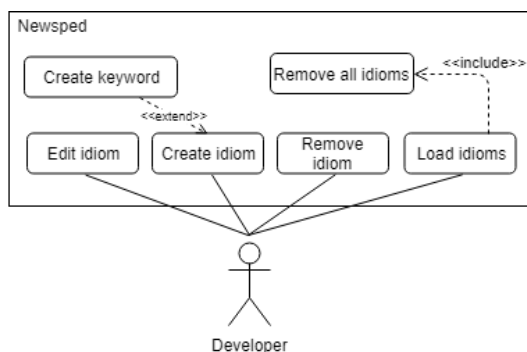 Newsped
Create keyword
Remove all idioms
<<include>>
<<extend>>
Edit idiom
Create idiom
Remove
idiom
Load idioms
Developer